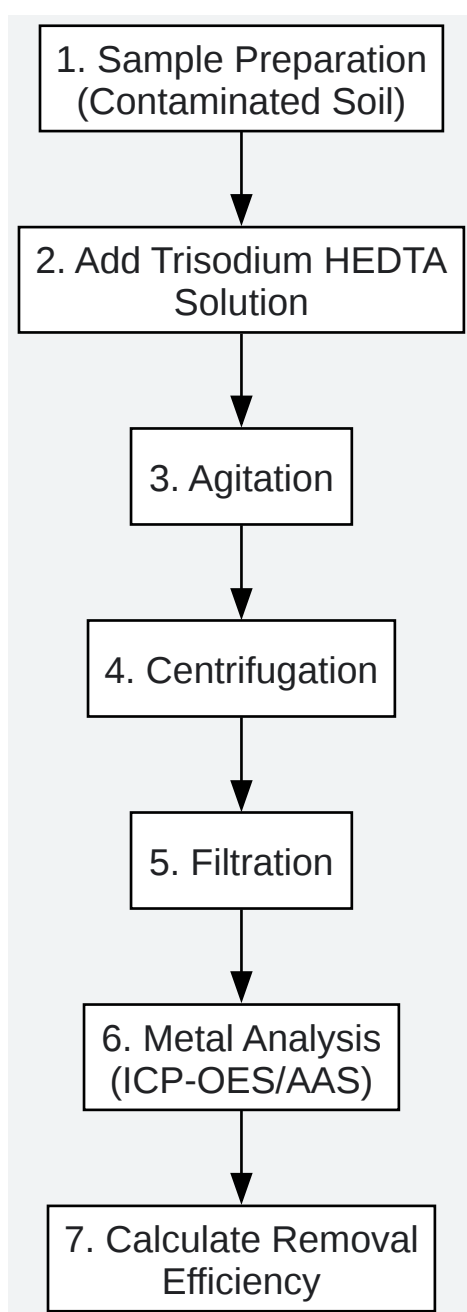 1. Sample Preparation
(Contaminated Soil)
2. Add Trisodium HEDTA
Solution
3. Agitation
4. Centrifugation
5. Filtration
6. Metal Analysis
(ICP-OES/AAS)
7. Calculate Removal
Efficiency